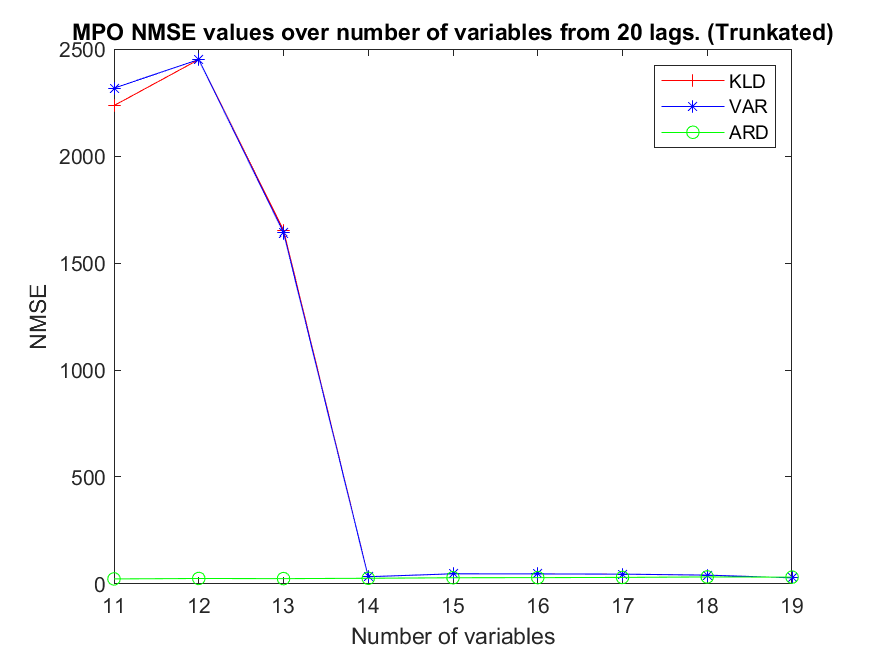 MPO NMSE values over number of variables from 20 lags. (Trunkated)
2500
2000
1500
1000
500
0
NMSE
KLD
VAR
ARD
11 12 13 14 15 16 17 18 19
Number of variables